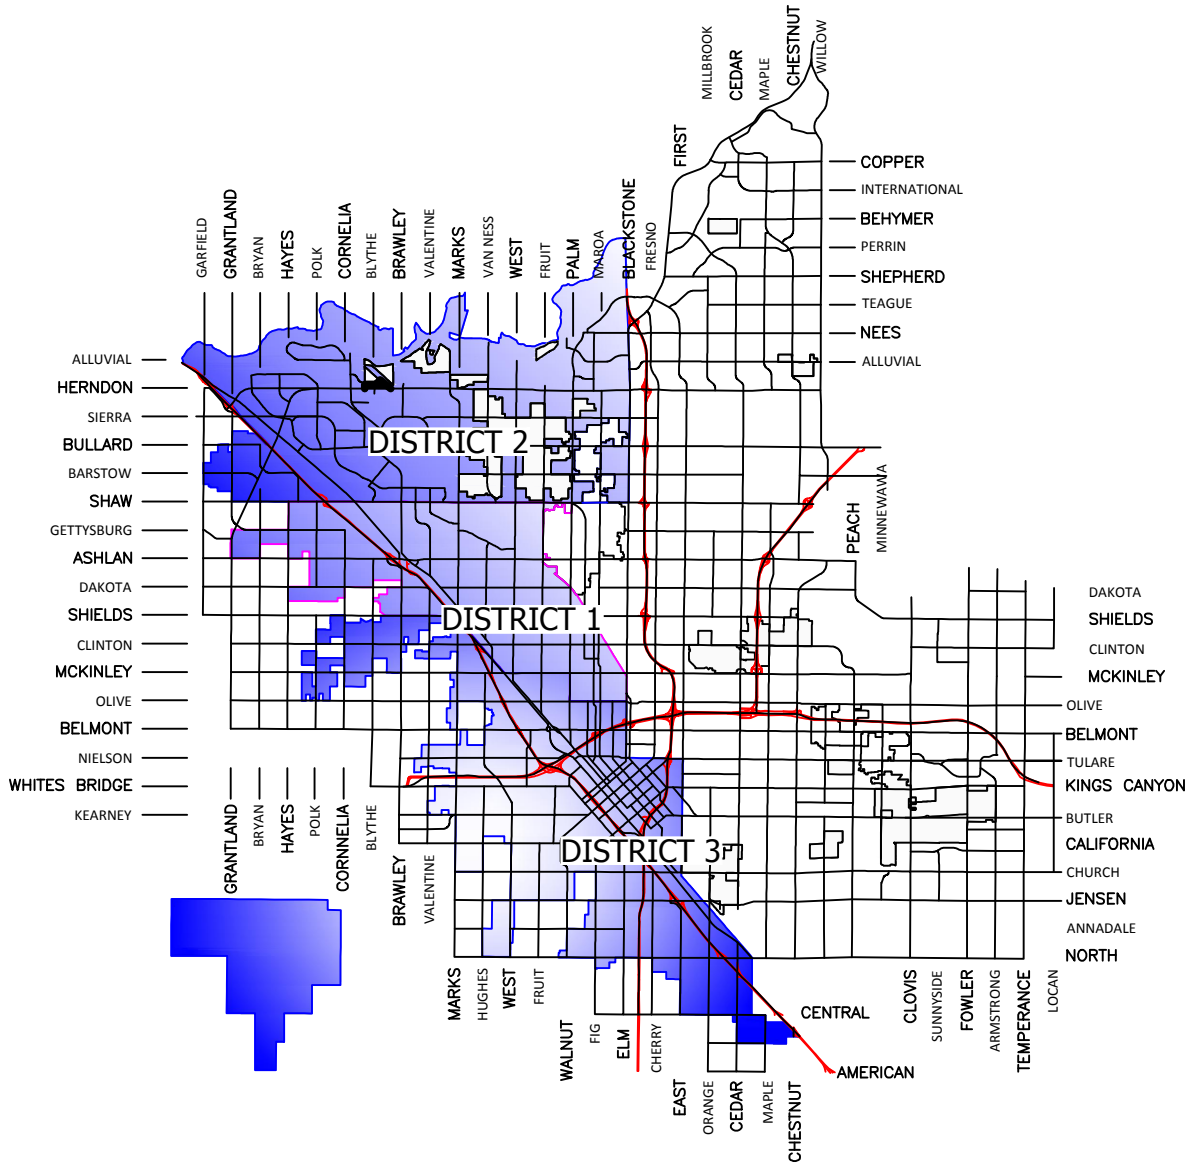 MILLBROOK
CEDAR
MAPLE
CHESTNUT
WILLOW
FIRST
COPPER
INTERNATIONAL
BEHYMER
PERRIN
SHEPHERD
TEAGUE
NEES
ALLUVIAL
GARFIELD
GRANTLAND
BRYAN
HAYES
POLK
CORNELIA
BLYTHE
BRAWLEY
VALENTINE
MARKS
VAN NESS
WEST
FRUIT
PALM
MAROA
BLACKSTONE
FRESNO
ALLUVIAL
HERNDON
SIERRA
BULLARD
BARSTOW
SHAW
GETTYSBURG
ASHLAN
DAKOTA
SHIELDS
CLINTON
MCKINLEY
OLIVE
BELMONT
NIELSON
WHITES BRIDGE
KEARNEY
DISTRICT 2
DISTRICT 1
DISTRICT 3
PEACH
MINNEWAWA
DAKOTA
SHIELDS
CLINTON
MCKINLEY
OLIVE
BELMONT
TULARE
KINGS CANYON
BUTLER
CALIFORNIA
CHURCH
JENSEN
ANNADALE
NORTH
GRANTLAND
BRYAN
HAYES
POLK
CORNNELIA
BLYTHE
BRAWLEY
VALENTINE
MARKS
HUGHES
WEST
FRUIT
WALNUT
FIG
ELM
CHERRY
EAST
ORANGE
CEDAR
MAPLE
CHESTNUT
CENTRAL
AMERICAN
CLOVIS
SUNNYSIDE
FOWLER
ARMSTRONG
TEMPERANCE
LOCAN